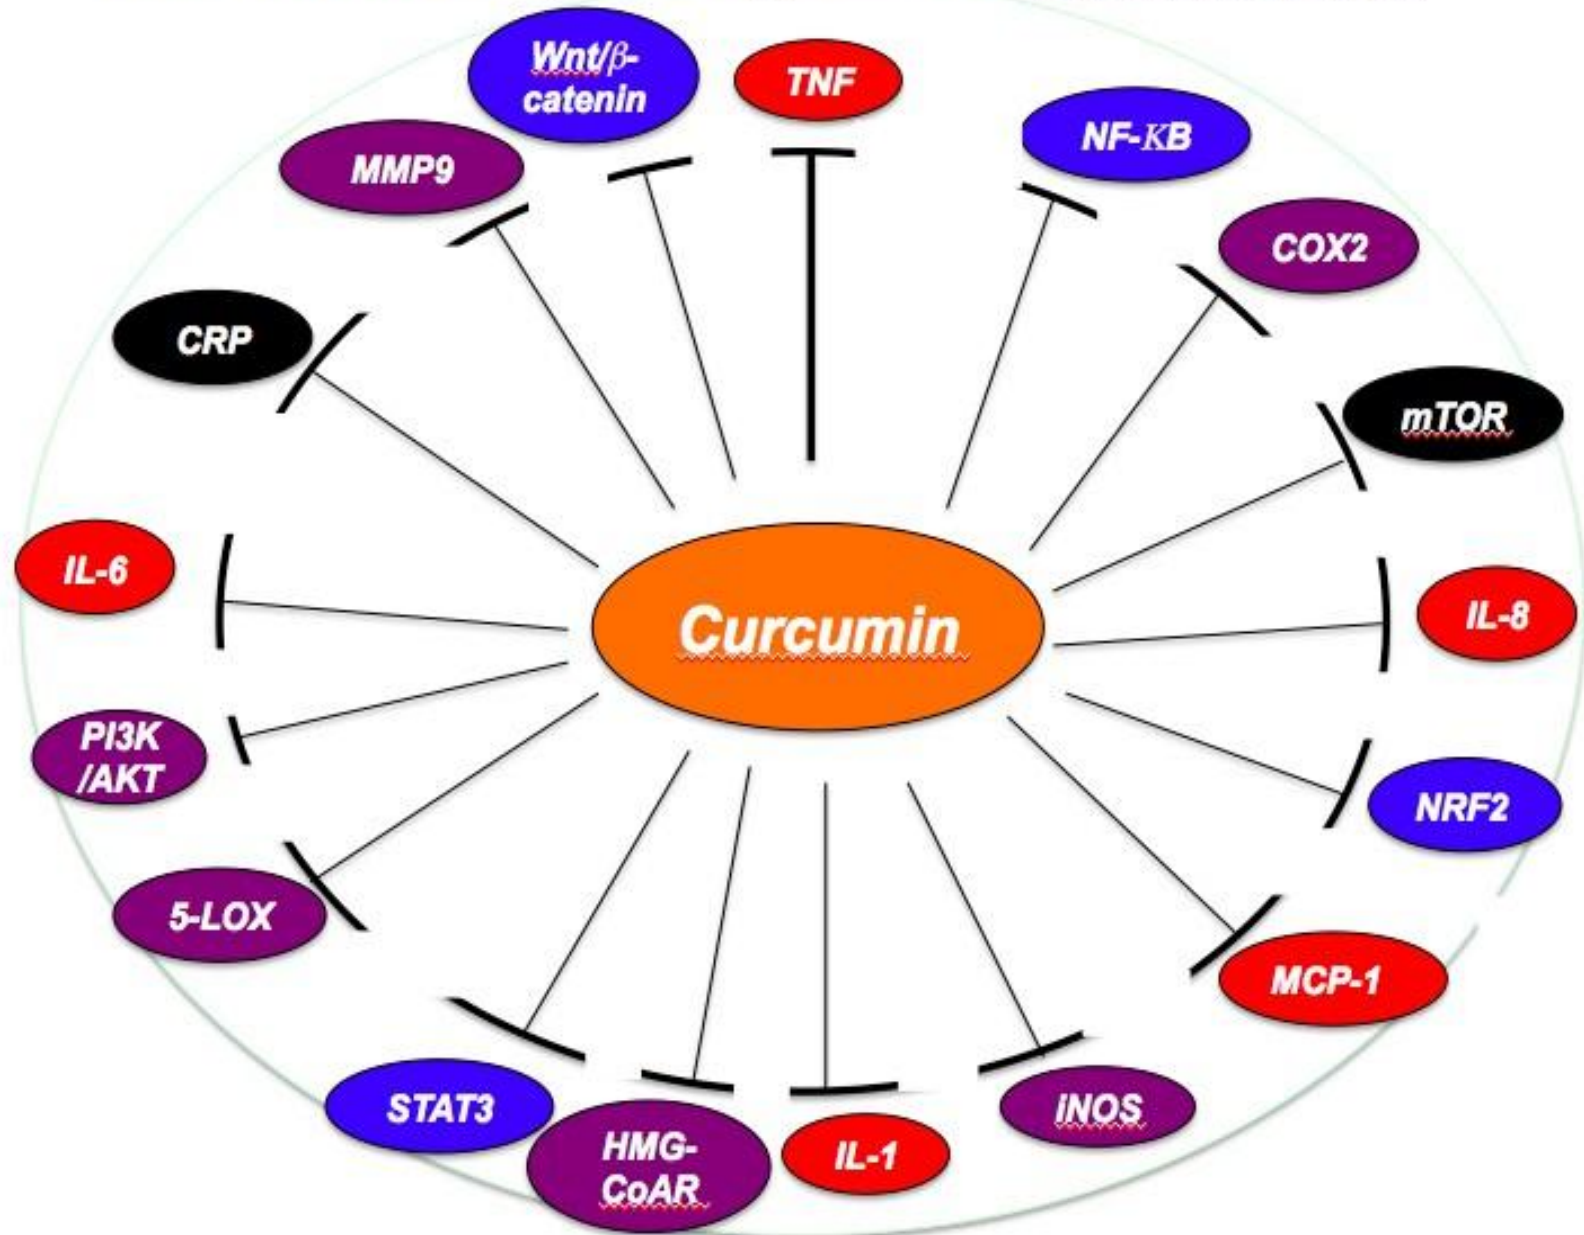 Wnt/β-
catenin
TNF
NF-KB
MMP9
COX2
CRP
mTOR
IL-6
Curcumin
IL-8
PI3K
/AKT
NRF2
5-LOX
MCP-1
STAT3
HMG-
CoAR
IL-1
iNOS